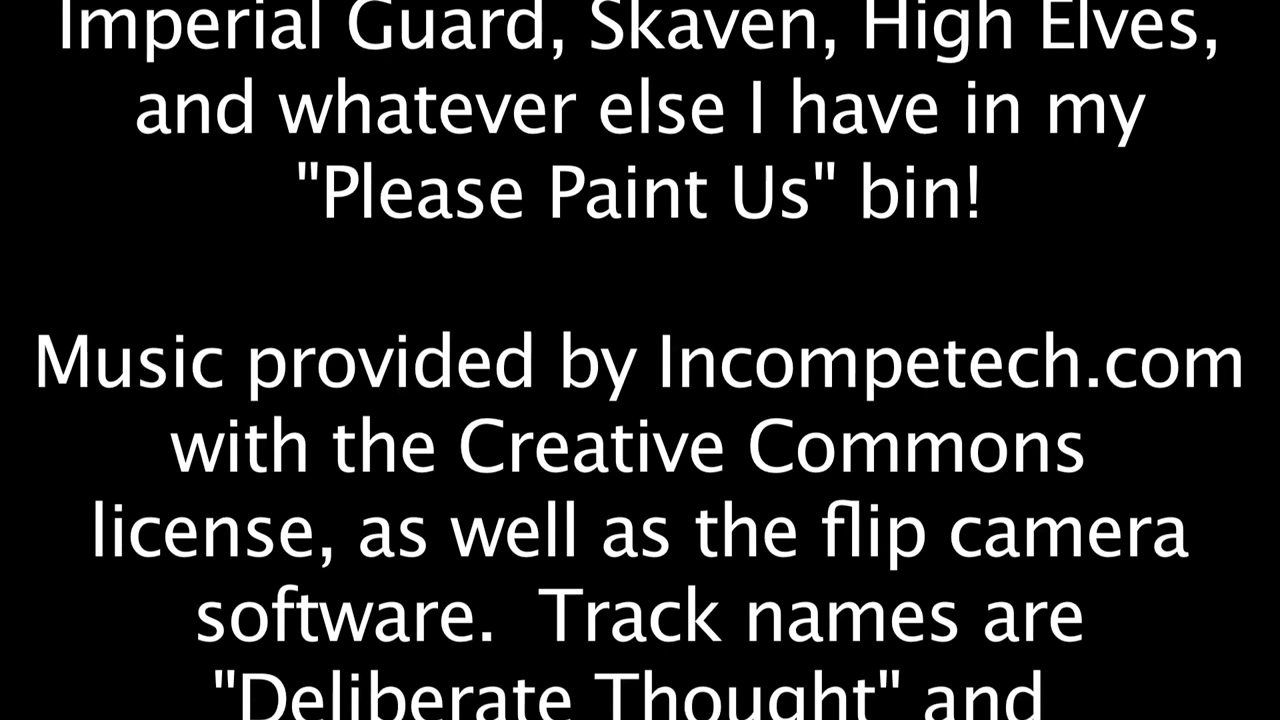 Imperial Guard, Skaven, High Elves,
and whatever else I have in my
"Please Paint Us" bin!
Music provided by Incompetech.com
with the Creative Commons
license, as well as the flip camera
software.  Track names are
"Deliberate Thought" and